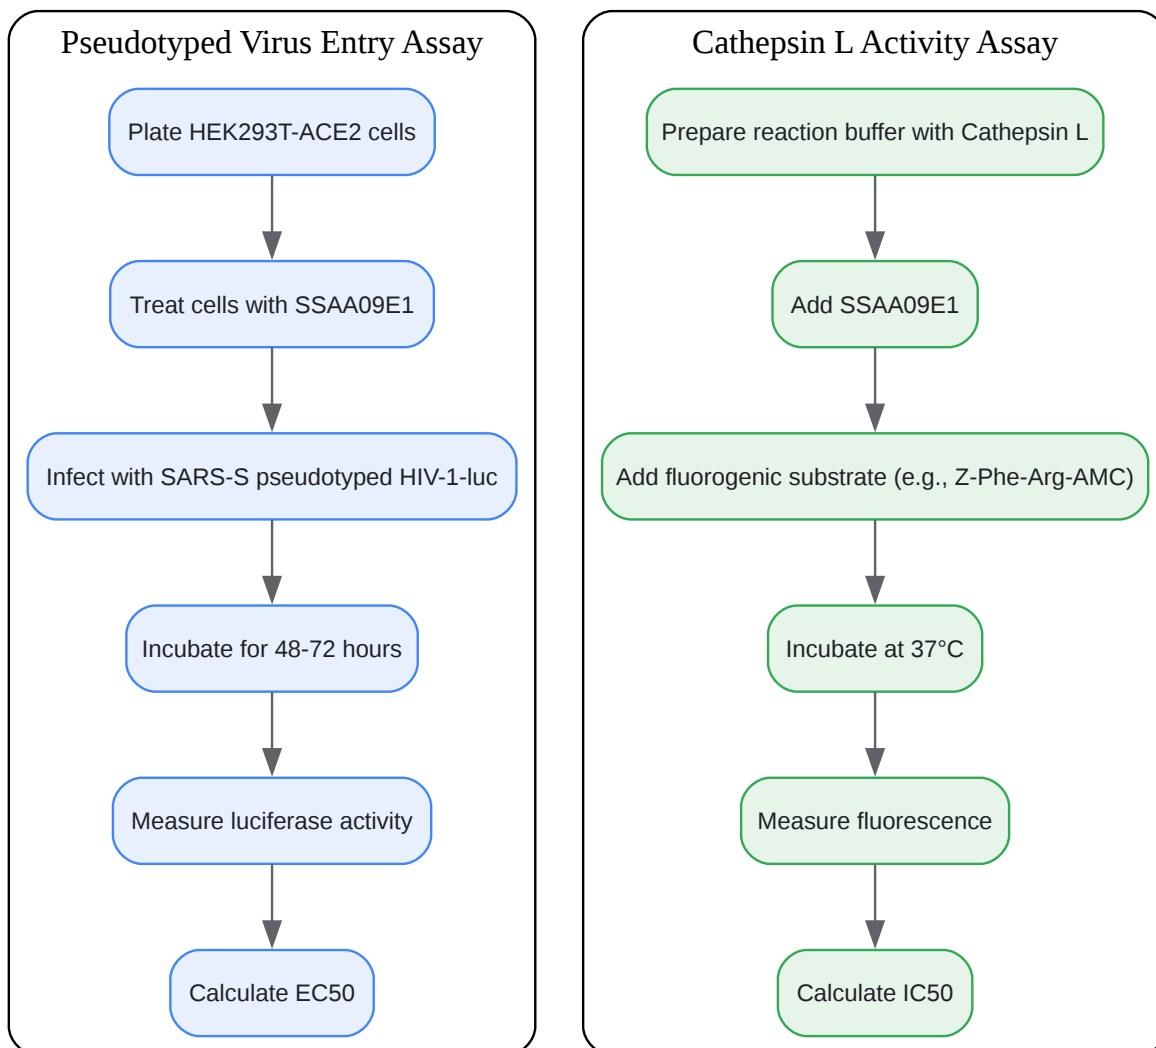 Pseudotyped Virus Entry Assay
Plate HEK293T-ACE2 cells
Treat cells with SSAA09E1
Infect with SARS-S pseudotyped HIV-1-luc
Incubate for 48-72 hours
Measure luciferase activity
Calculate EC50
Cathepsin L Activity Assay
Prepare reaction buffer with Cathepsin L
Add SSAA09E1
Add fluorogenic substrate (e.g., Z-Phe-Arg-AMC)
Incubate at 37°C
Measure fluorescence
Calculate IC50